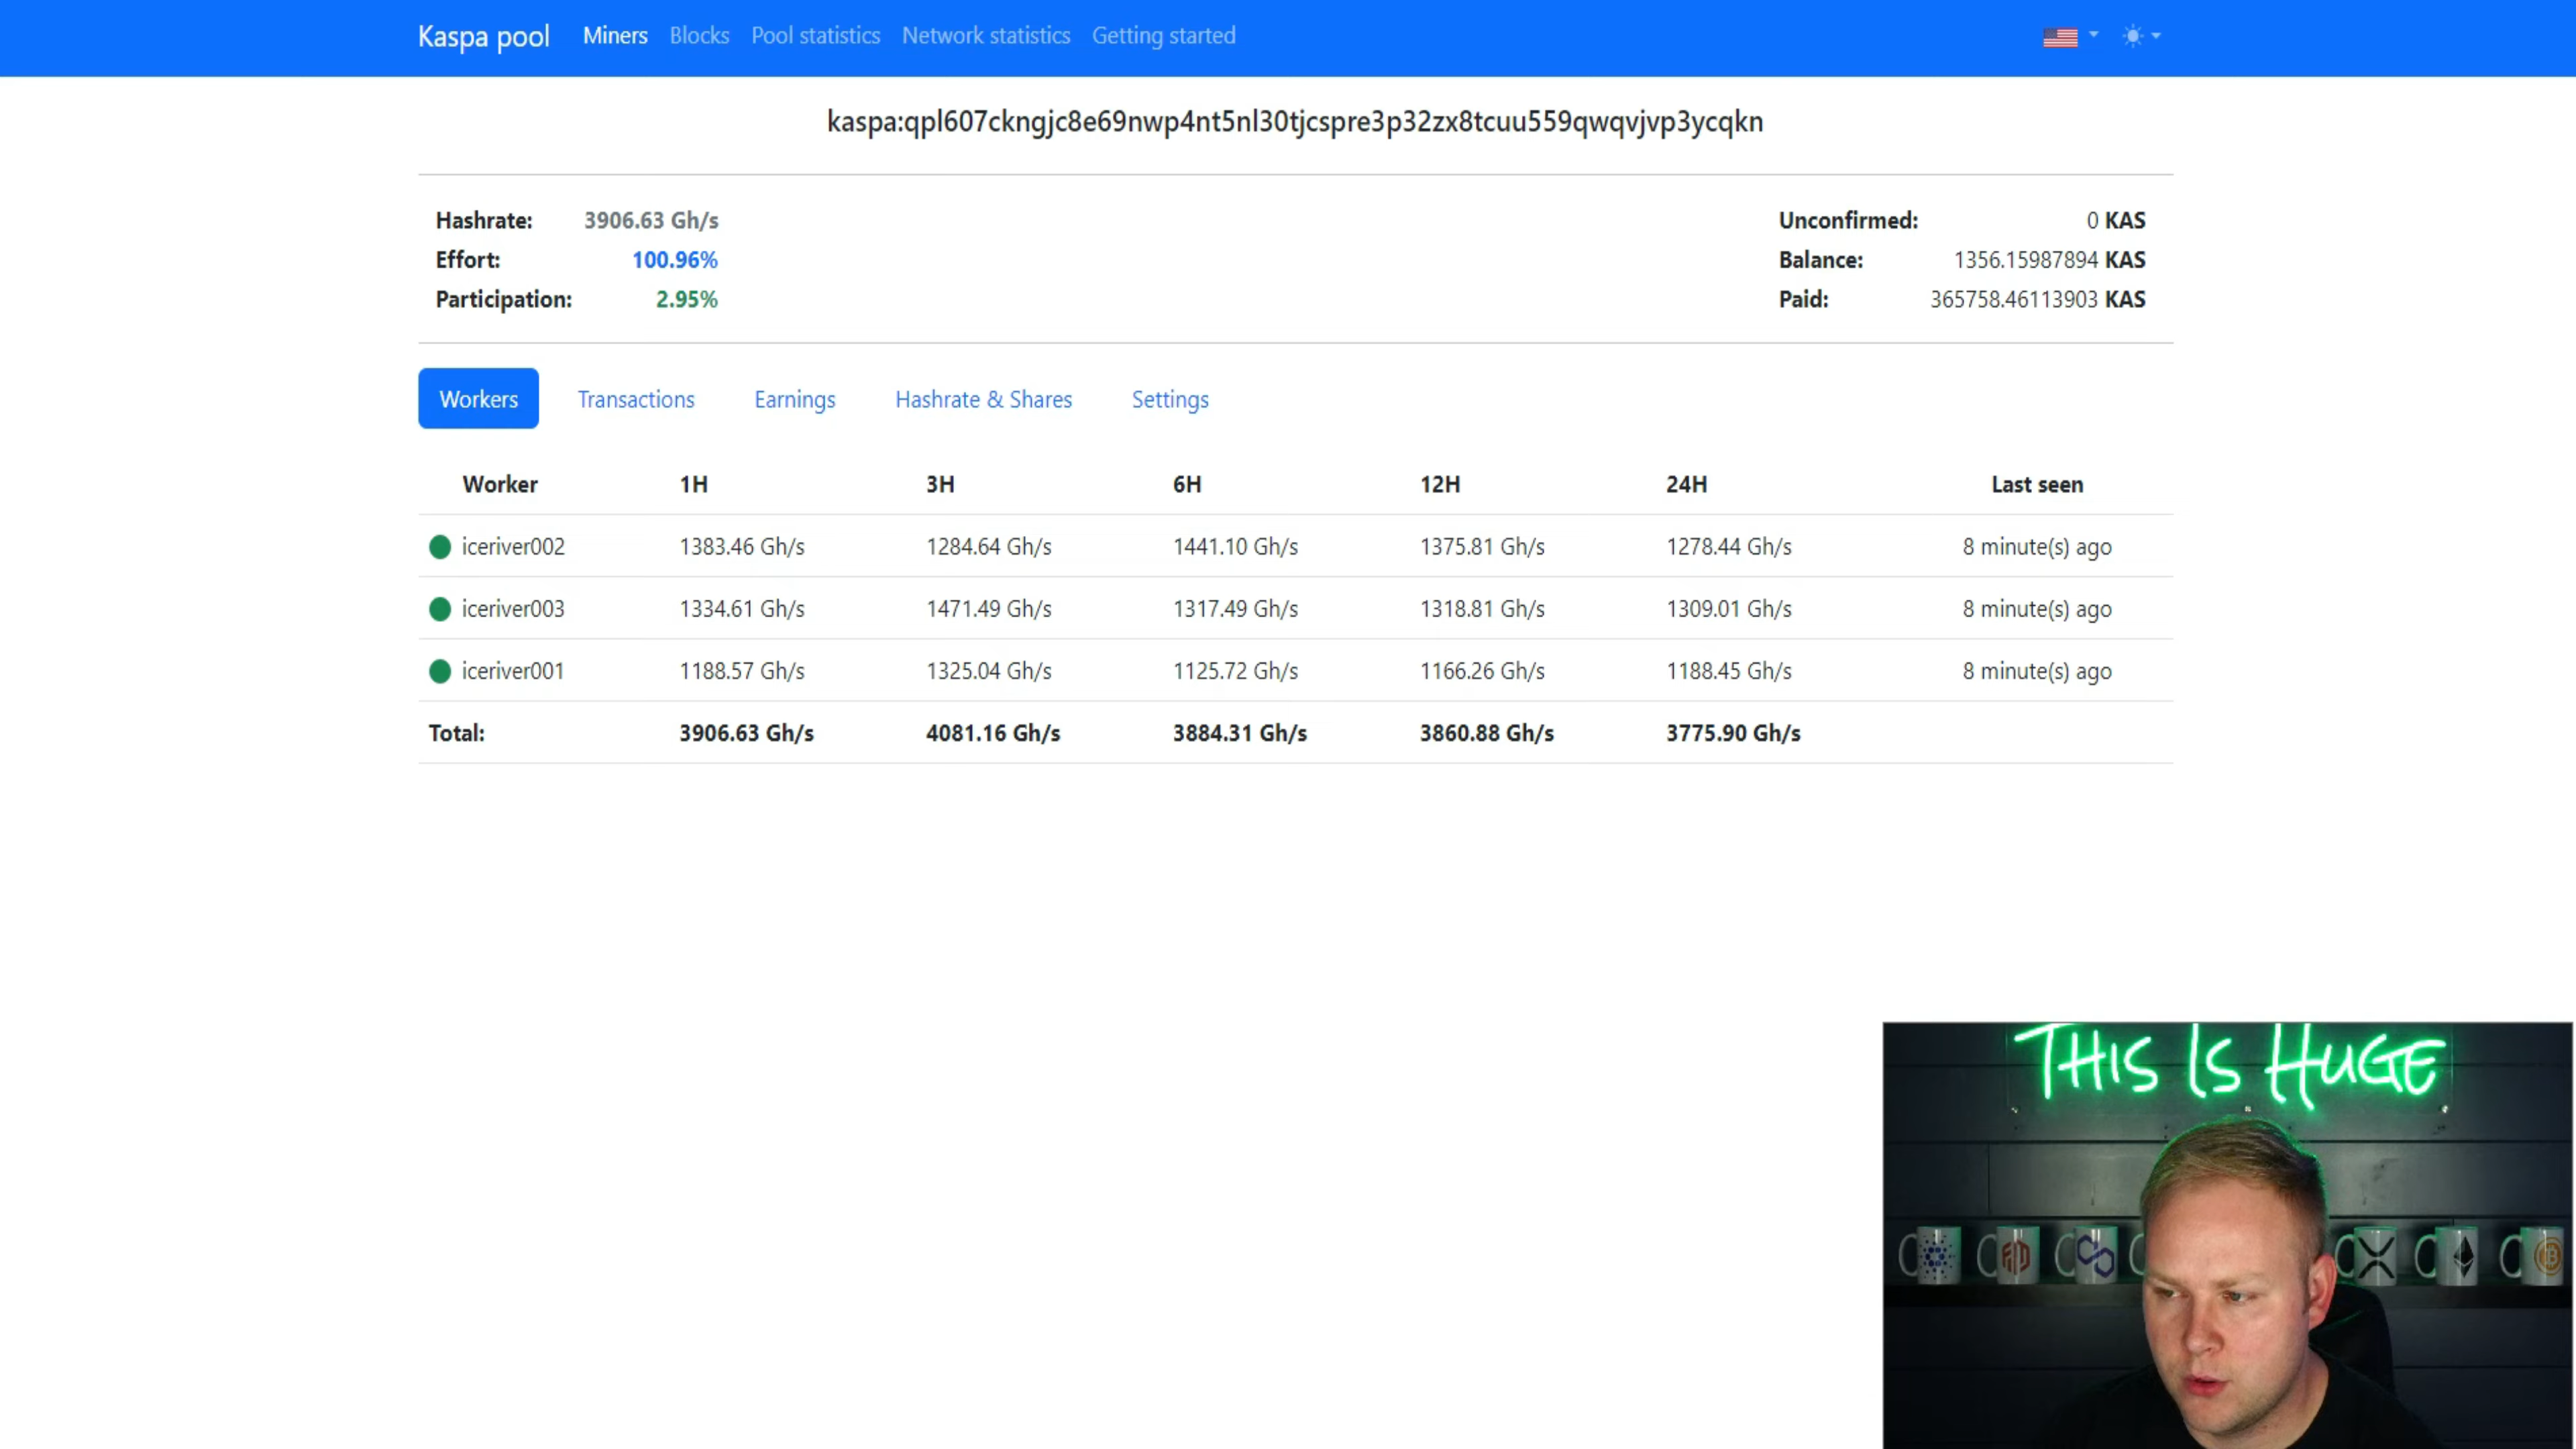 Kaspa pool Miners Blocks Pool statistics Network statistics Getting started
kaspa:qpl607ckngjc8e69nwp4nt5nl30tjcspre3p32zx8tcuu559qwqvjvp3ycqkn
Hashrate: 3906.63 Gh/s
Effort: 100.96%
Participation: 2.95%
Unconfirmed: 0 KAS
Balance: 1356.15987894 KAS
Paid: 365758.46113903 KAS
Workers Transactions Earnings Hashrate & Shares Settings
Worker 1H 3H 6H 12H 24H Last seen
iceriver002 1383.46 Gh/s 1284.64 Gh/s 1441.10 Gh/s 1375.81 Gh/s 1278.44 Gh/s 8 minute(s) ago
iceriver003 1334.61 Gh/s 1471.49 Gh/s 1317.49 Gh/s 1318.81 Gh/s 1309.01 Gh/s 8 minute(s) ago
iceriver001 1188.57 Gh/s 1325.04 Gh/s 1125.72 Gh/s 1166.26 Gh/s 1188.45 Gh/s 8 minute(s) ago
Total: 3906.63 Gh/s 4081.16 Gh/s 3884.31 Gh/s 3860.88 Gh/s 3775.90 Gh/s
THIS IS HUGE